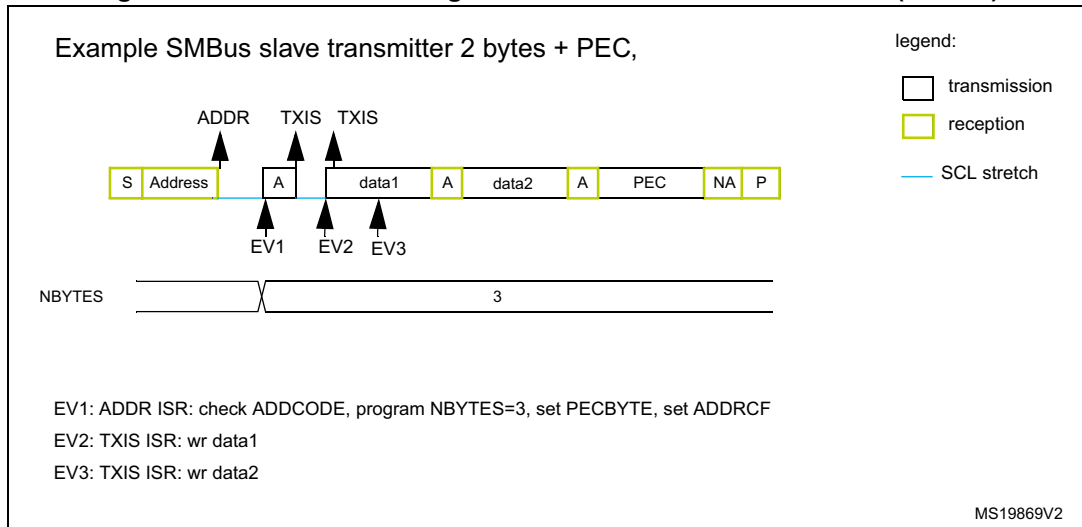 Example SMBus slave transmitter 2 bytes + PEC,
legend:
transmission
reception
SCL stretch
ADDR TXIS TXIS
S Address A data1 A data2 A PEC NA P
EV1 EV2 EV3
NBYTES 3
EV1: ADDR ISR: check ADDCODE, program NBYTES=3, set PECBYTE, set ADDRCF
EV2: TXIS ISR: wr data1
EV3: TXIS ISR: wr data2
MS19869V2